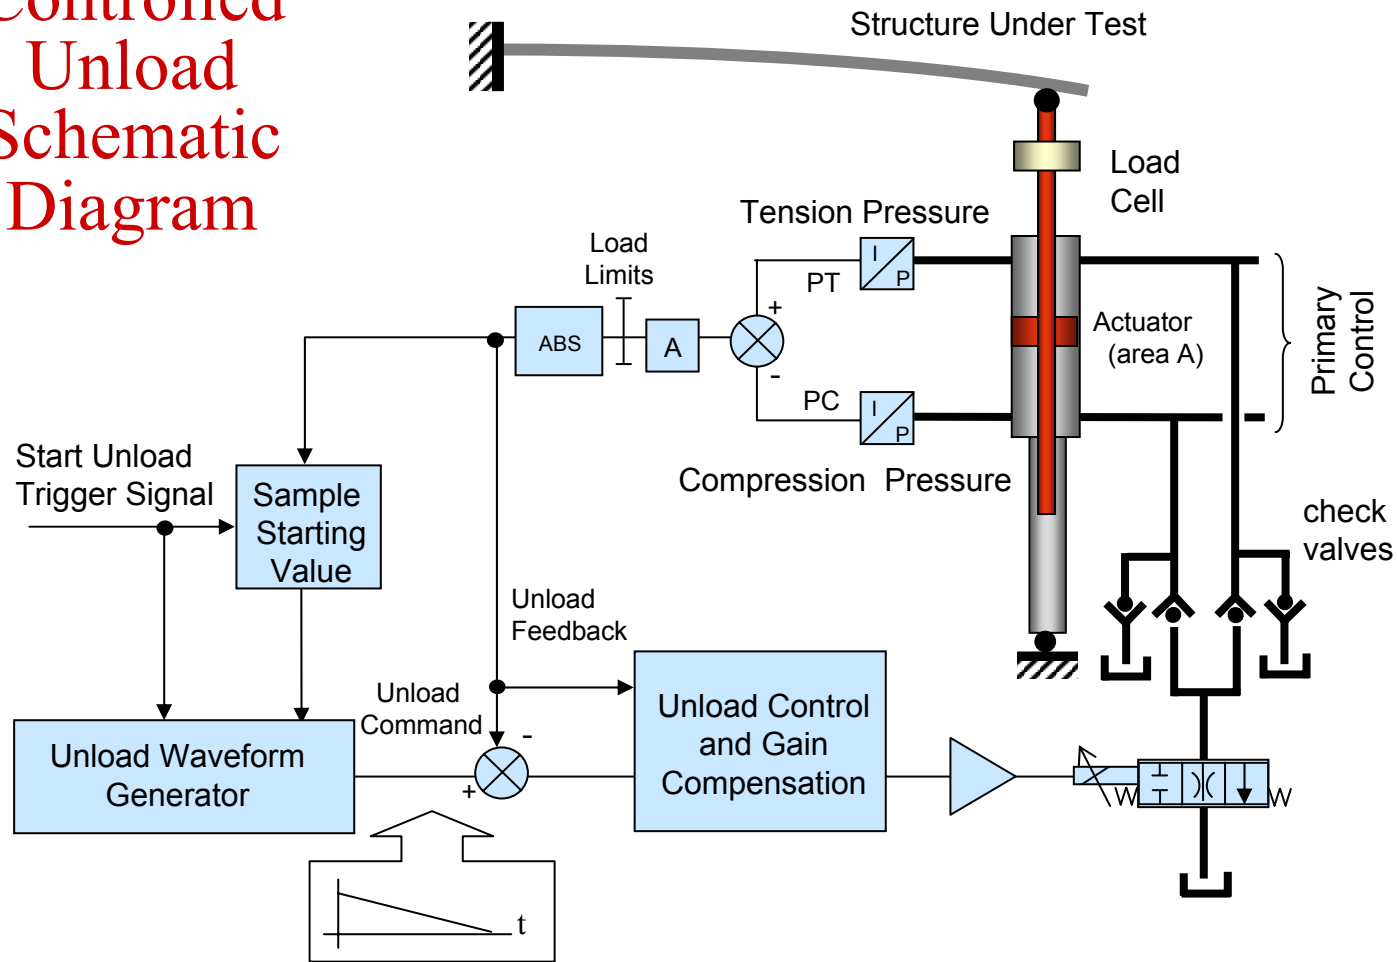 Controlled
Unload
Schematic
Diagram
Structure Under Test
Load
Cell
Tension Pressure
Load
Limits
I
P
PT
+
ABS
A
-
Actuator
(area A)
Primary
Control
PC
I
P
Compression Pressure
Start Unload
Trigger Signal
Sample
Starting
Value
check
valves
Unload
Feedback
Unload
Command
-
+
Unload Waveform
Generator
Unload Control
and Gain
Compensation
t